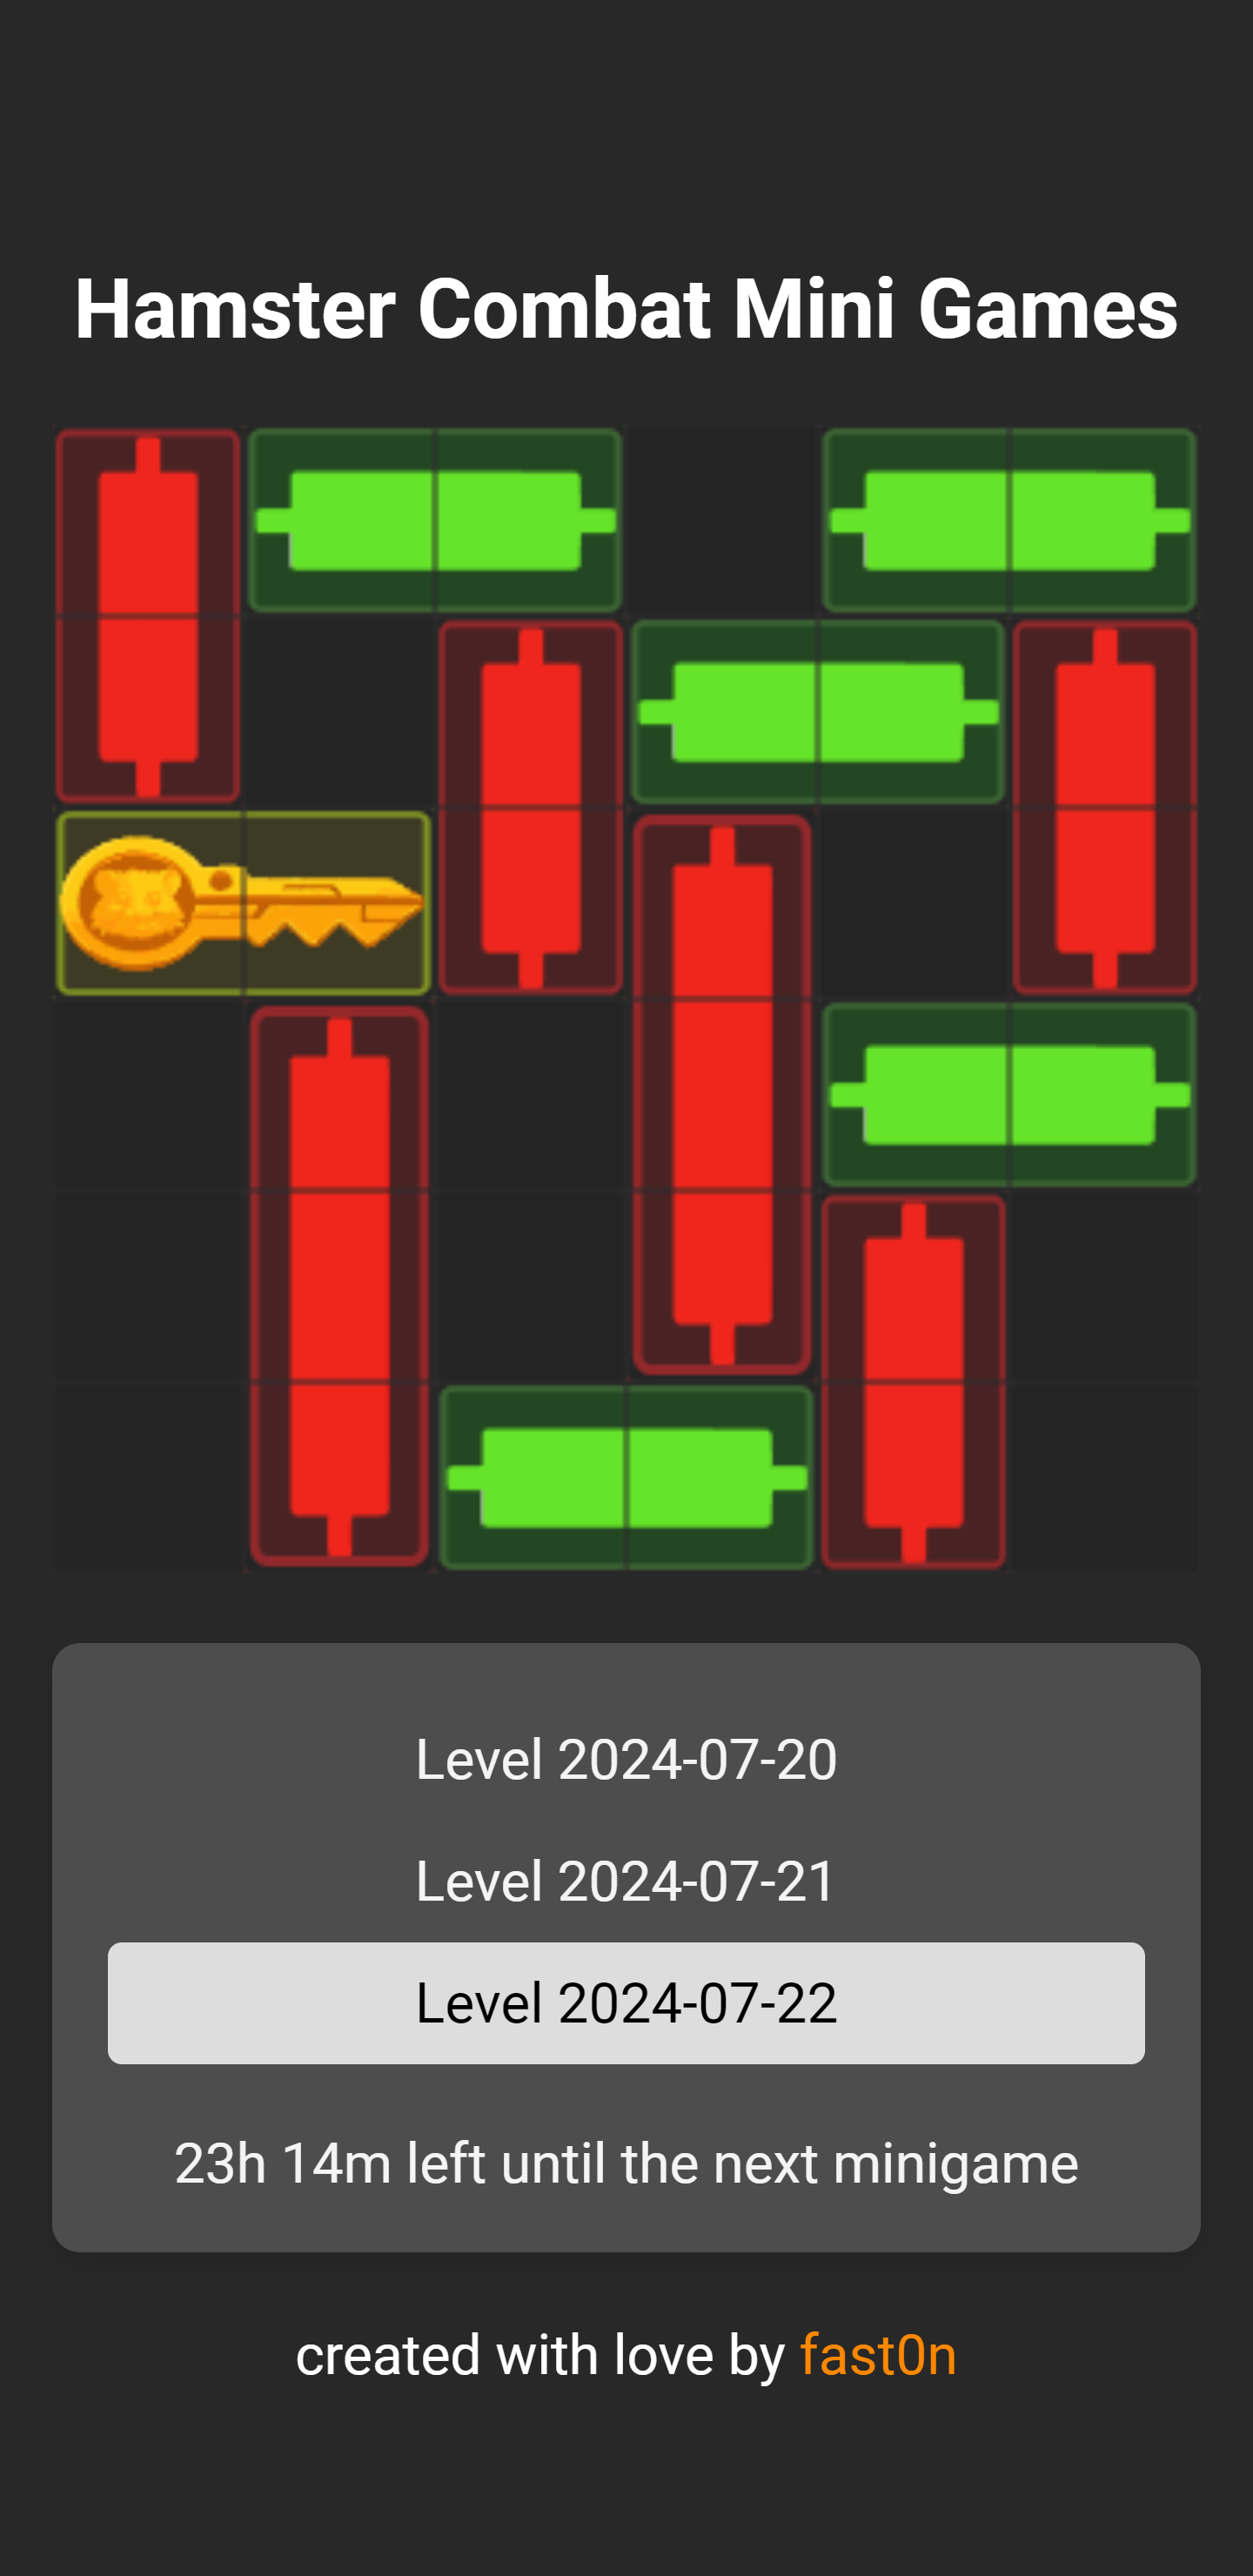 Hamster Combat Mini Games
Level 2024-07-20
Level 2024-07-21
Level 2024-07-22
23h 14m left until the next minigame
created with love by fast0n